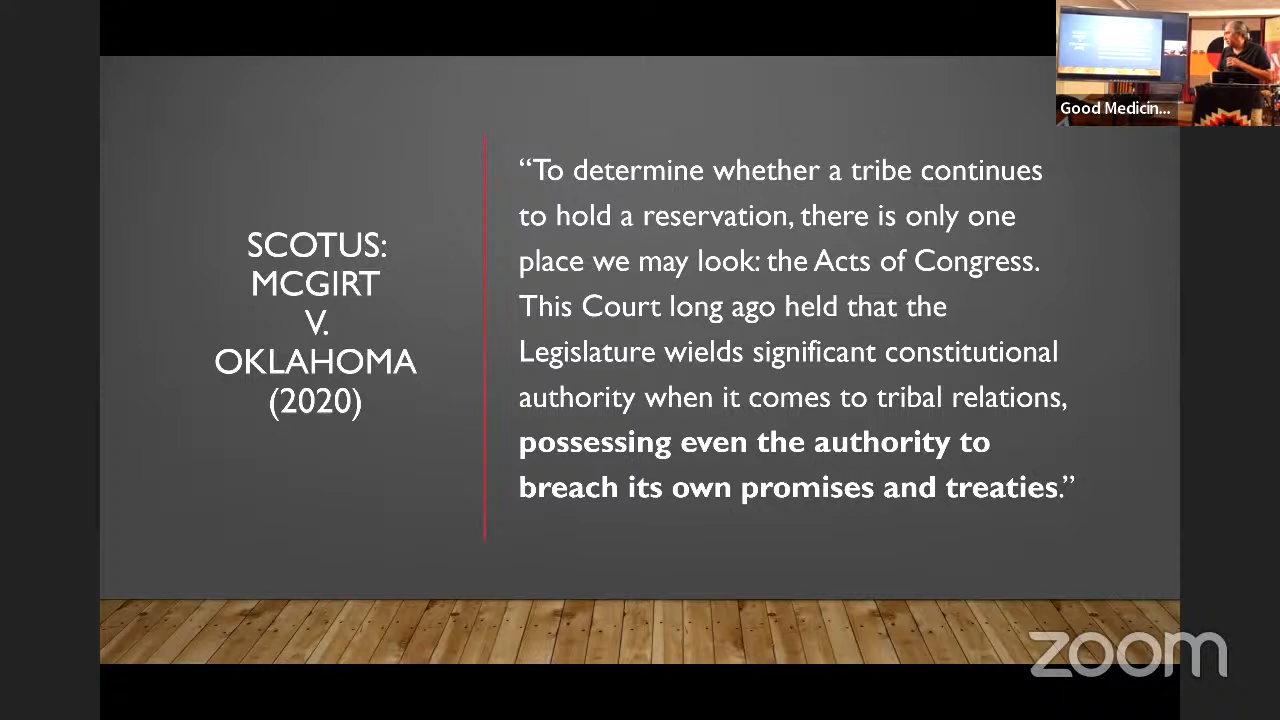 Good Medicin...
SCOTUS:
MCGIRT
V.
OKLAHOMA
(2020)
“To determine whether a tribe continues
to hold a reservation, there is only one
place we may look: the Acts of Congress.
This Court long ago held that the
Legislature wields significant constitutional
authority when it comes to tribal relations,
possessing even the authority to
breach its own promises and treaties.”
zoom